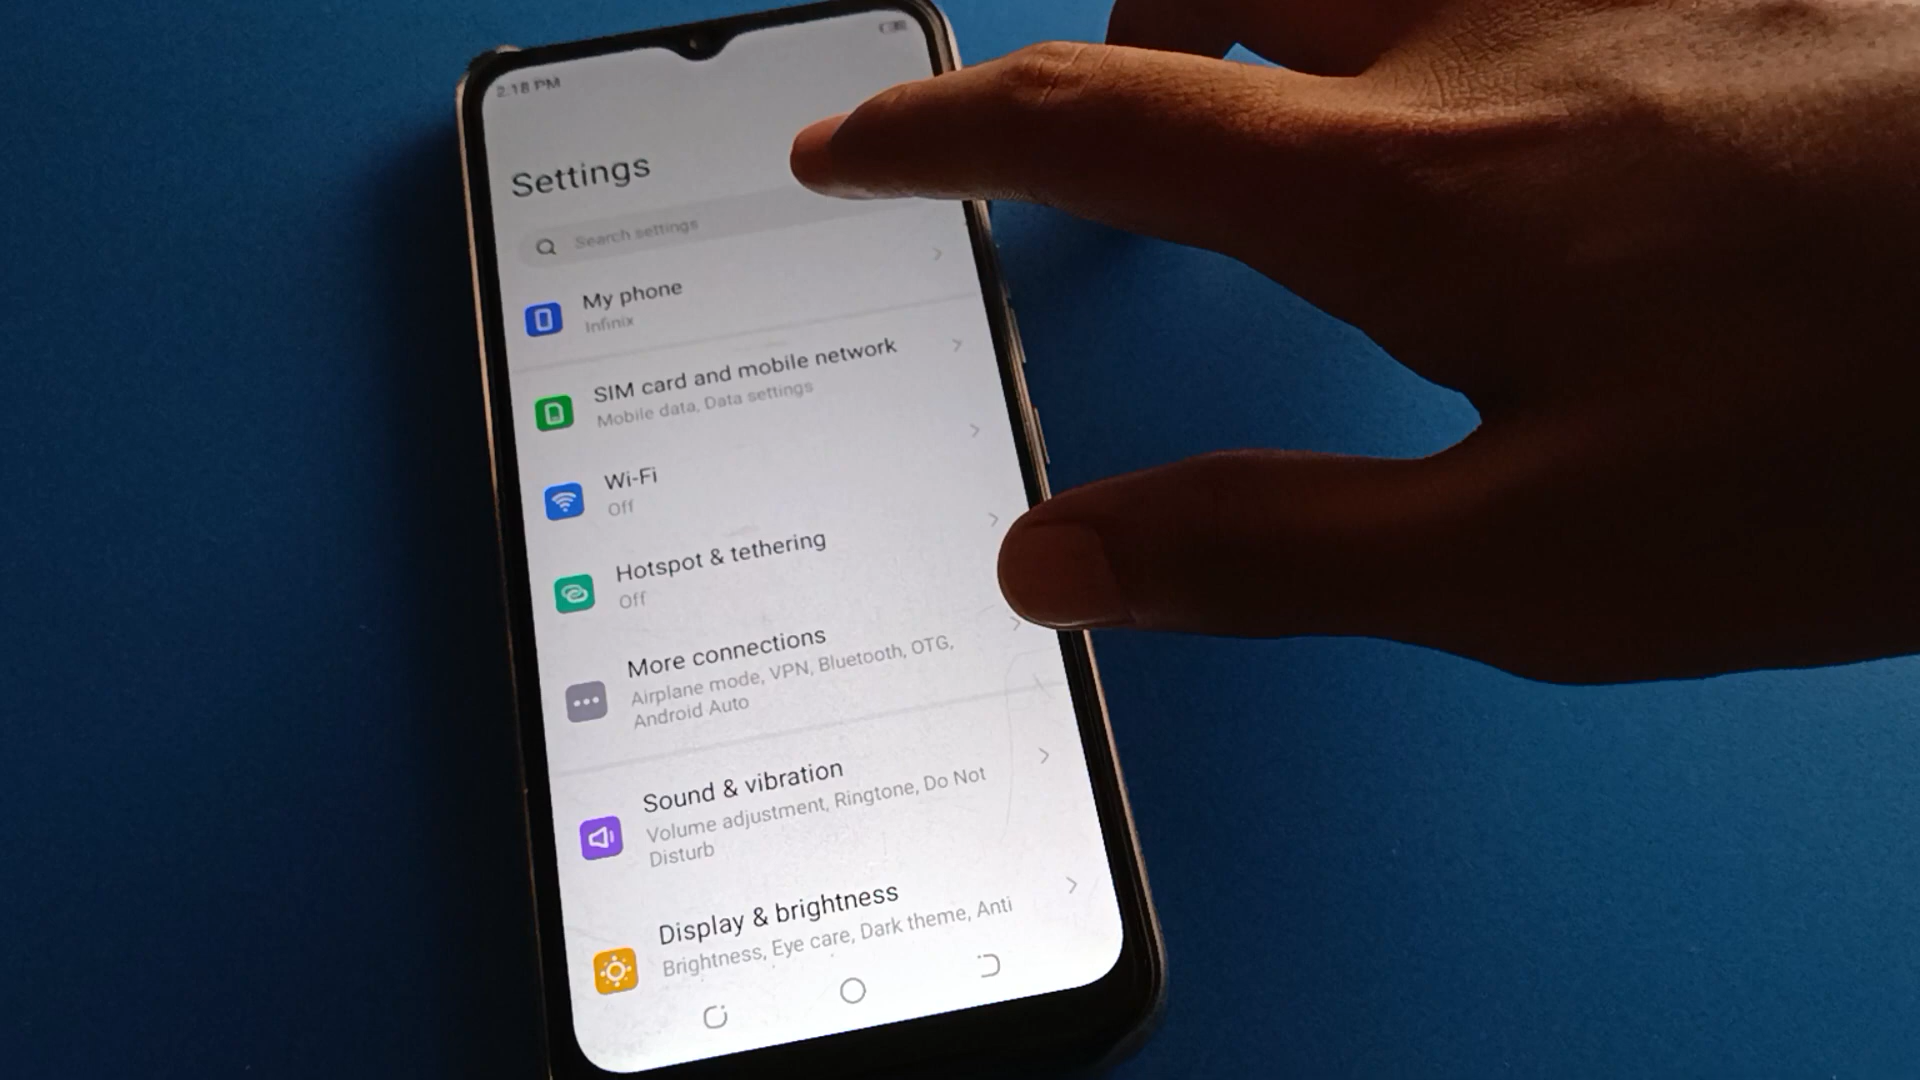 2:18 PM
Settings
Search settings
My phone
Infinix
SIM card and mobile network
Mobile data, Data settings
Wi-Fi
Off
Hotspot & tethering
Off
More connections
Airplane mode, VPN, Bluetooth, OTG,
Android Auto
Sound & vibration
Volume adjustment, Ringtone, Do Not
Disturb
Display & brightness
Brightness, Eye care, Dark theme, Anti